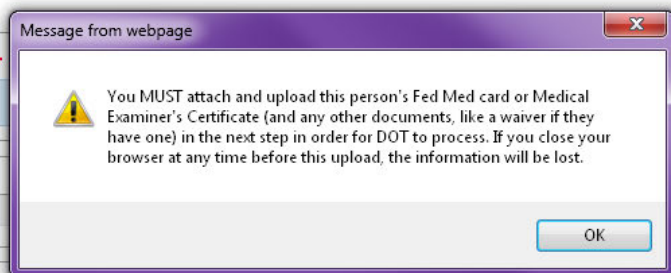 Message from webpage
You MUST attach and upload this person's Fed Med card or Medical
Examiner's Certificate (and any other documents, like a waiver if they
have one) in the next step in order for DOT to process. If you close your
browser at any time before this upload, the information will be lost.
OK